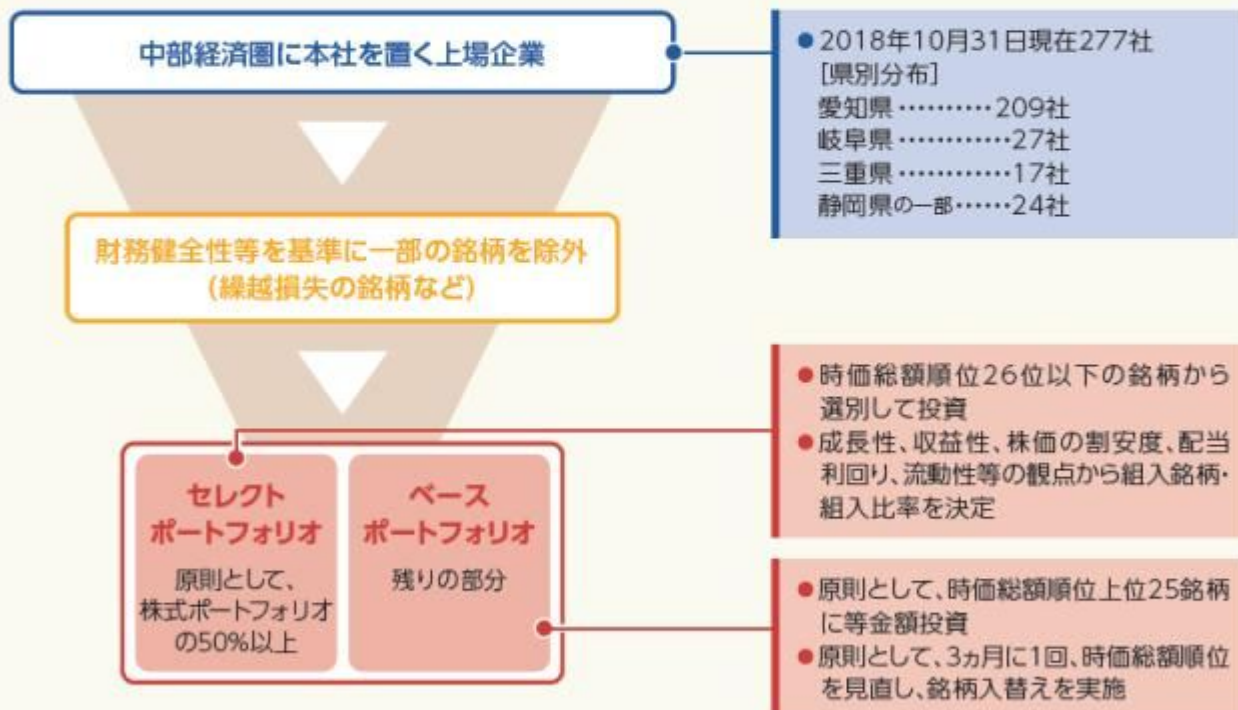 中部経済圏に本社を置く上場企業
●2018年10月31日現在277社
[県別分布]
愛知県 ‥‥‥‥‥209社
岐阜県 ‥‥‥‥‥‥27社
三重県 ‥‥‥‥‥‥17社
静岡県の一部‥‥‥24社
財務健全性等を基準に一部の銘柄を除外
(繰越損失の銘柄など)
●時価総額順位26位以下の銘柄から
選別して投資
●成長性、収益性、株価の割安度、配当
利回り、流動性等の観点から組入銘柄・
組入比率を決定
セレクト
ポートフォリオ
原則として、
株式ポートフォリオ
の50%以上
ベース
ポートフォリオ
残りの部分
●原則として、時価総額順位上位25銘柄
に等金額投資
●原則として、3ヵ月に1回、時価総額順位
を見直し、銘柄入替えを実施